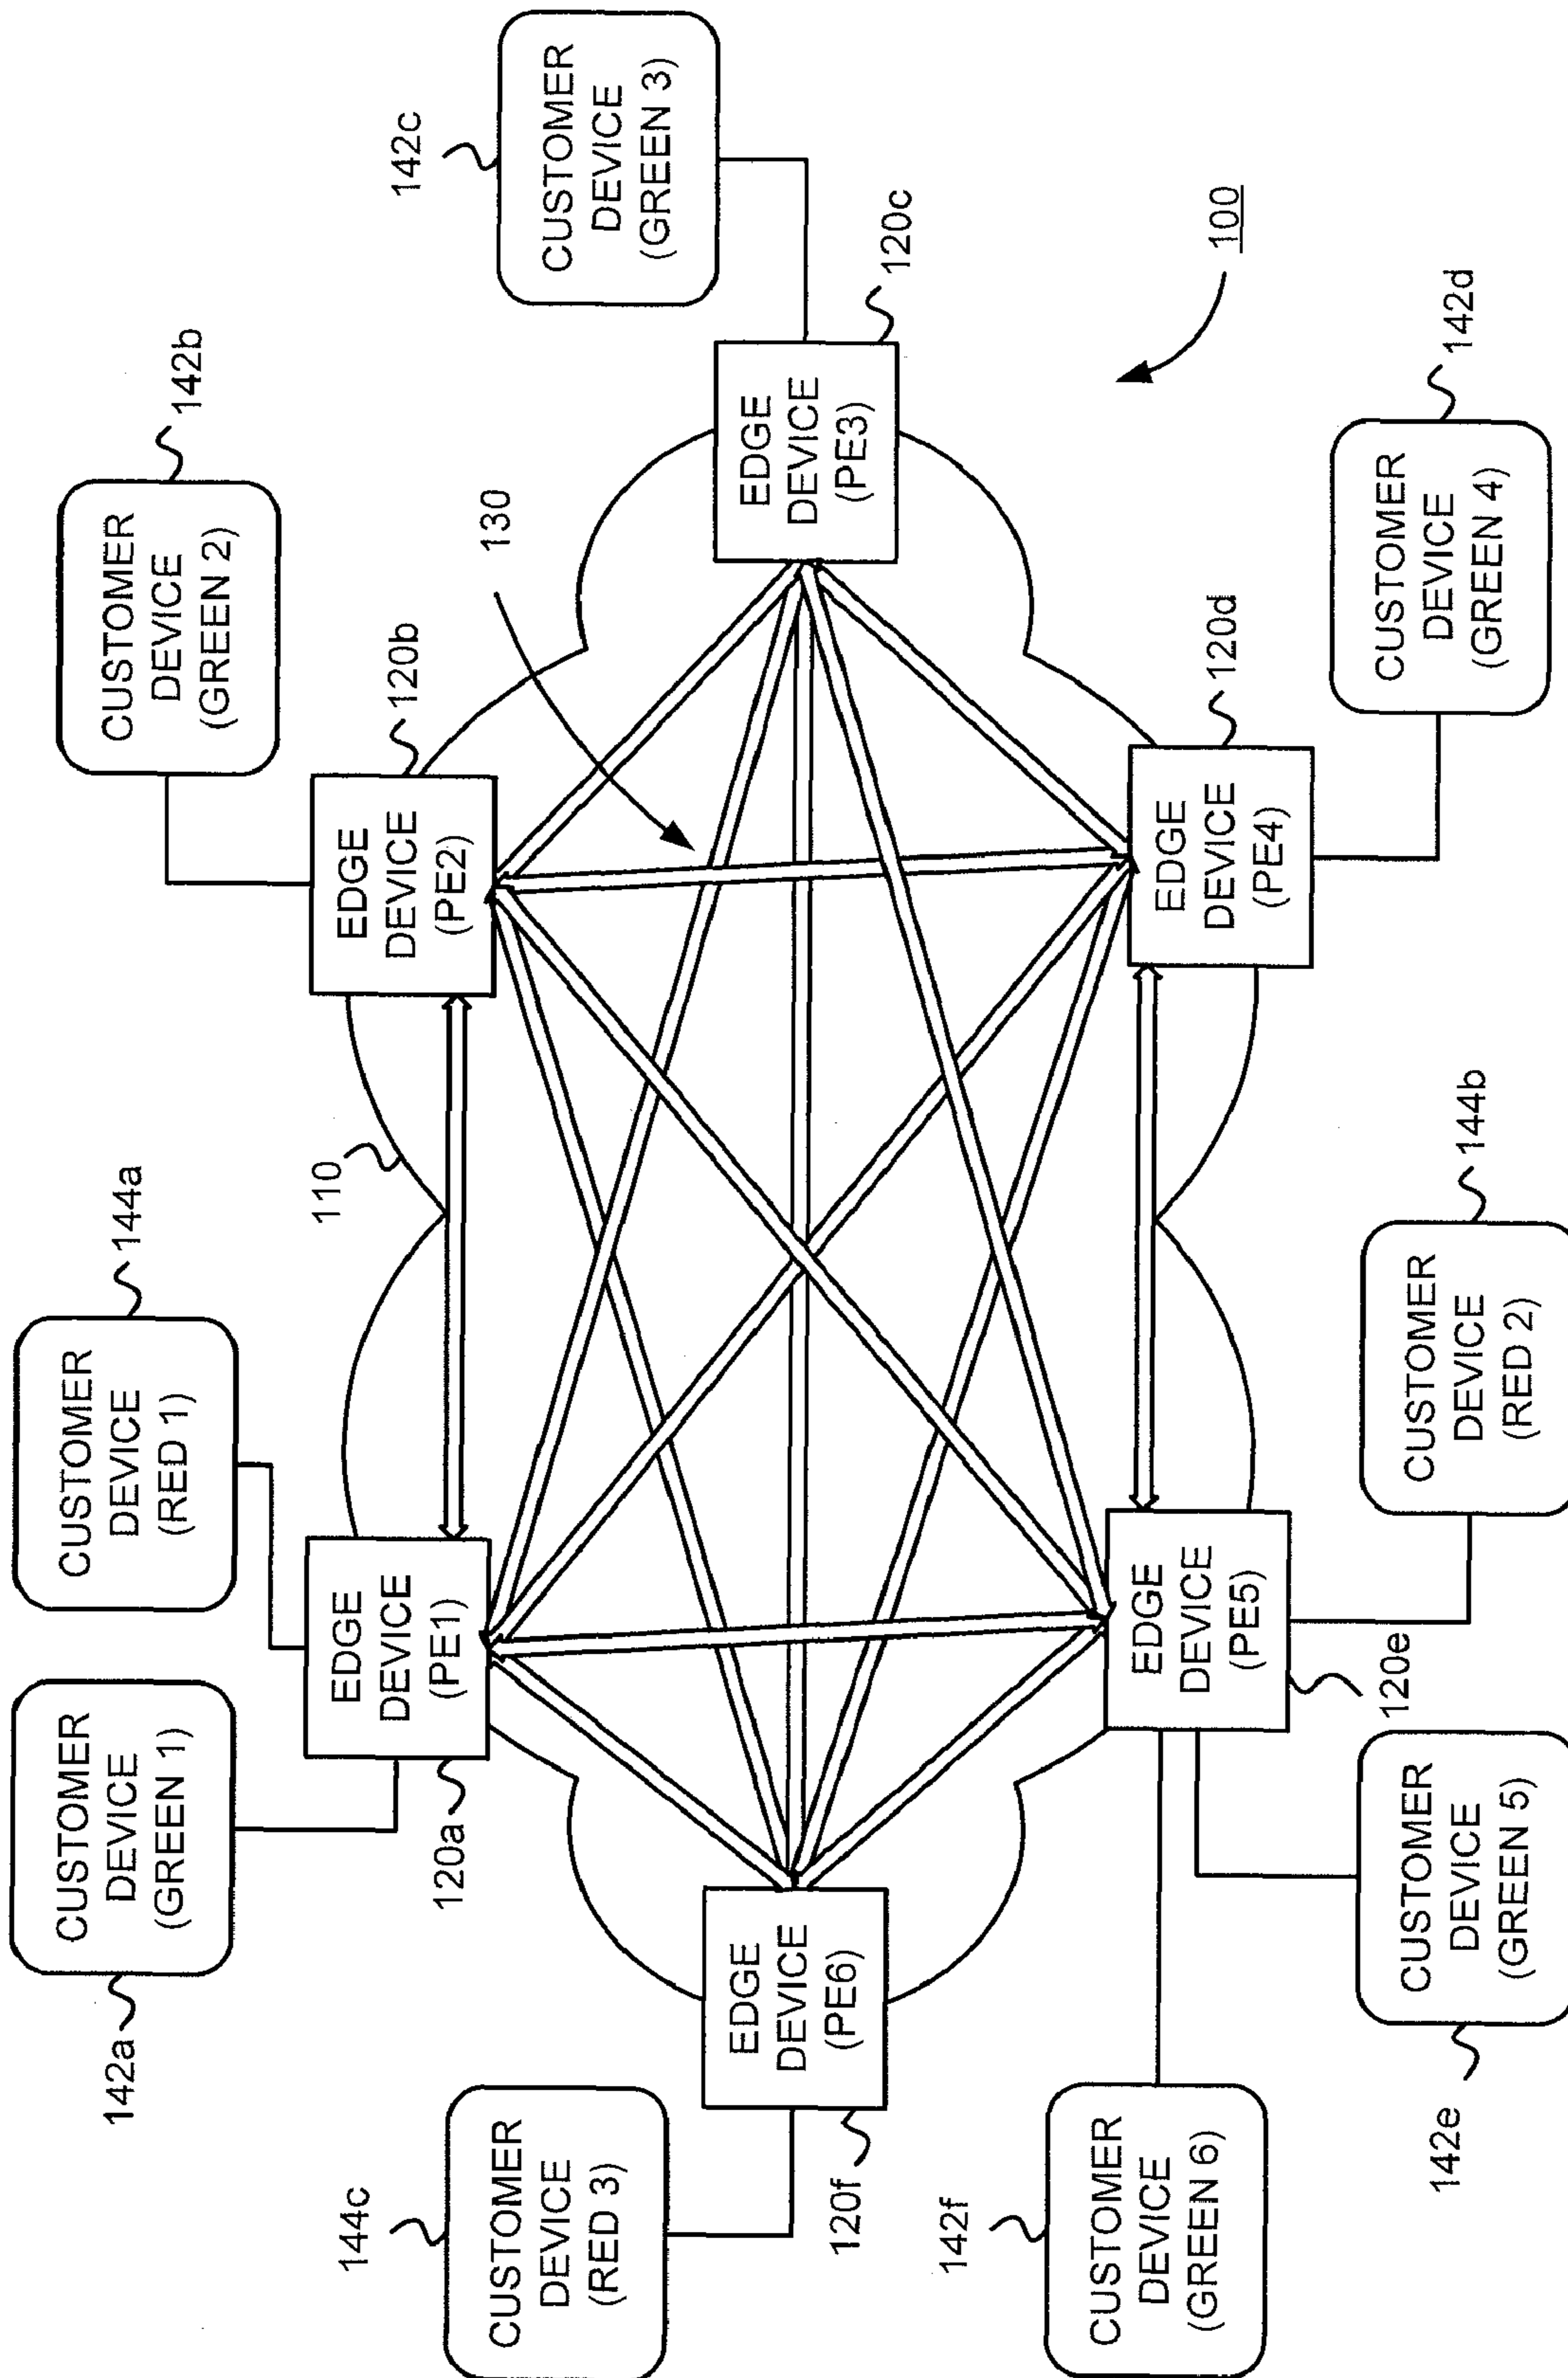 142a
CUSTOMER
DEVICE
(GREEN 1)
144a
CUSTOMER
DEVICE
(RED 1)
142b
CUSTOMER
DEVICE
(GREEN 2)
142c
CUSTOMER
DEVICE
(GREEN 3)
110
130
120a
EDGE
DEVICE
(PE1)
120b
EDGE
DEVICE
(PE2)
144c
CUSTOMER
DEVICE
(RED 3)
120f
EDGE
DEVICE
(PE6)
120c
EDGE
DEVICE
(PE3)
142f
CUSTOMER
DEVICE
(GREEN 6)
120e
EDGE
DEVICE
(PE5)
120d
EDGE
DEVICE
(PE4)
100
142e
CUSTOMER
DEVICE
(GREEN 5)
144b
CUSTOMER
DEVICE
(RED 2)
142d
CUSTOMER
DEVICE
(GREEN 4)